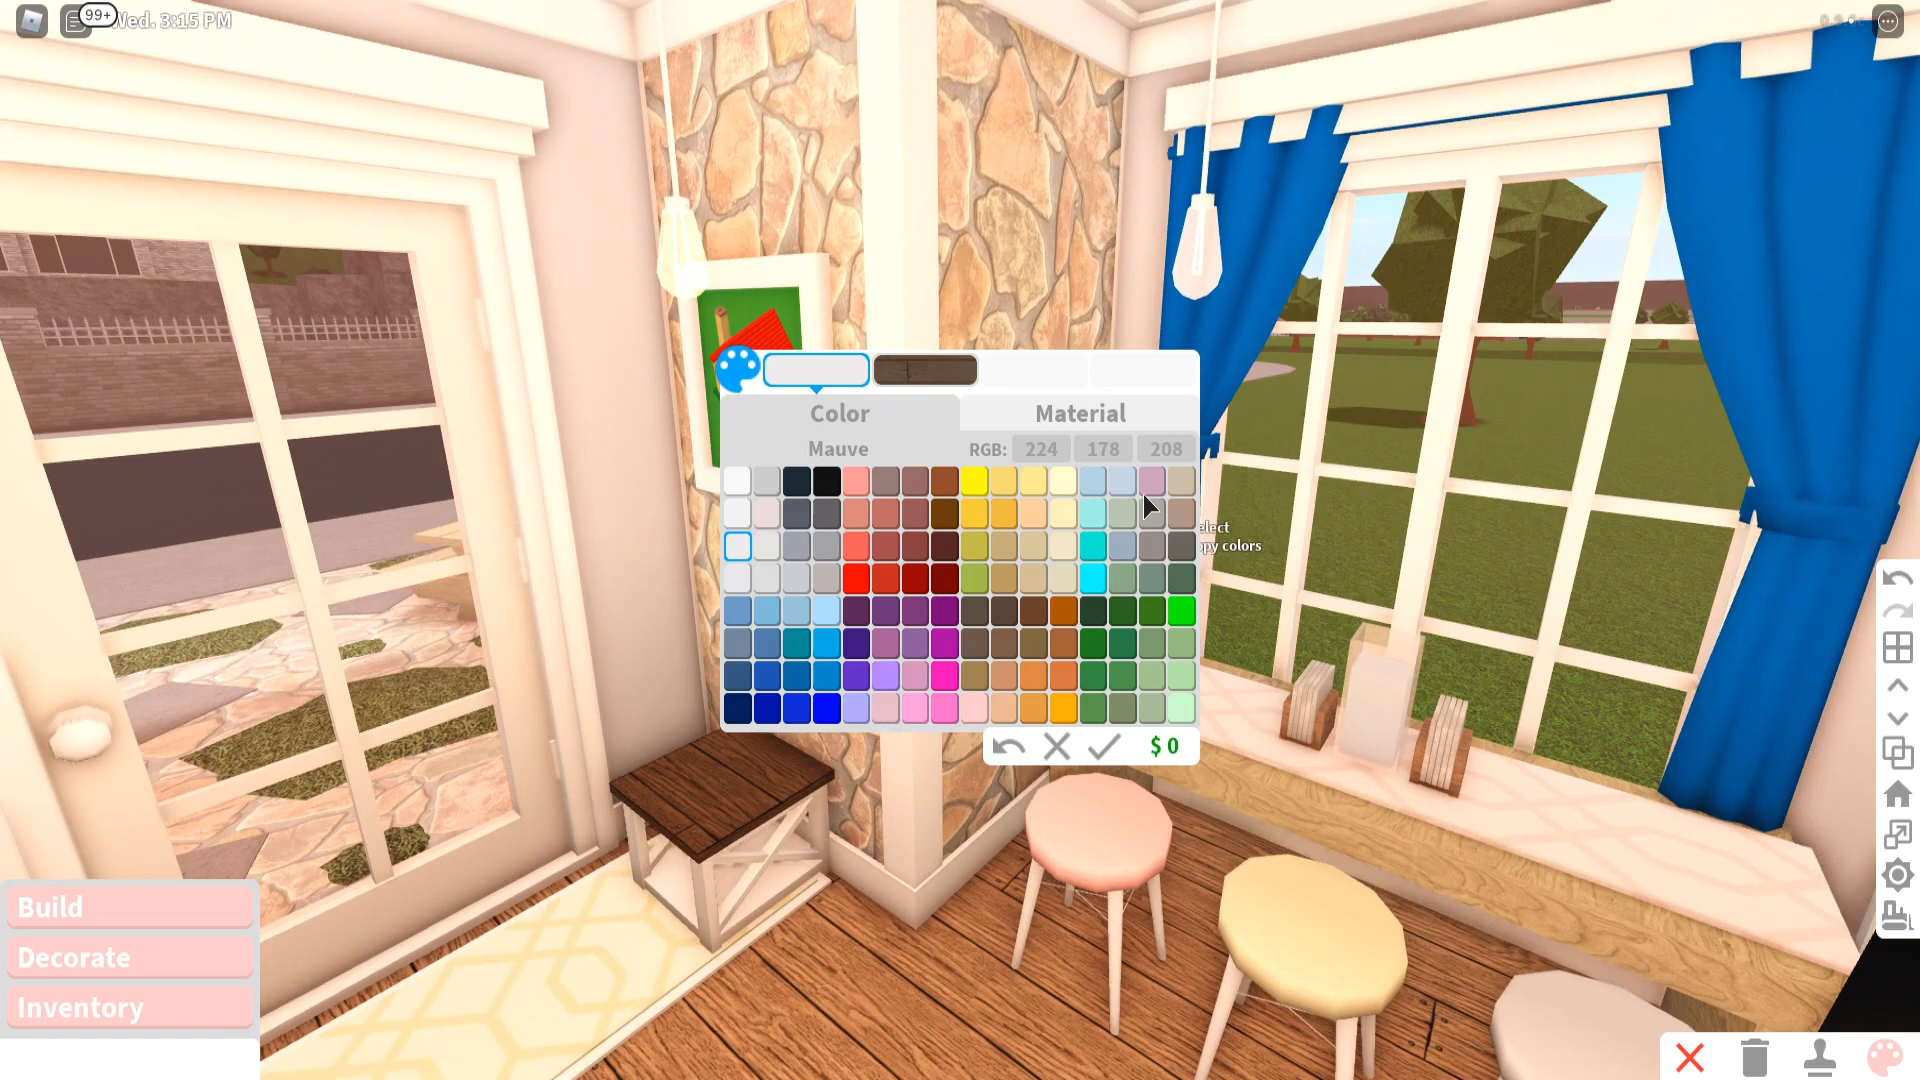 99+
Wed. 3:15 PM
Color
Material
Mauve
RGB: 224 178 208
elect
py colors
$ 0
Build
Decorate
Inventory